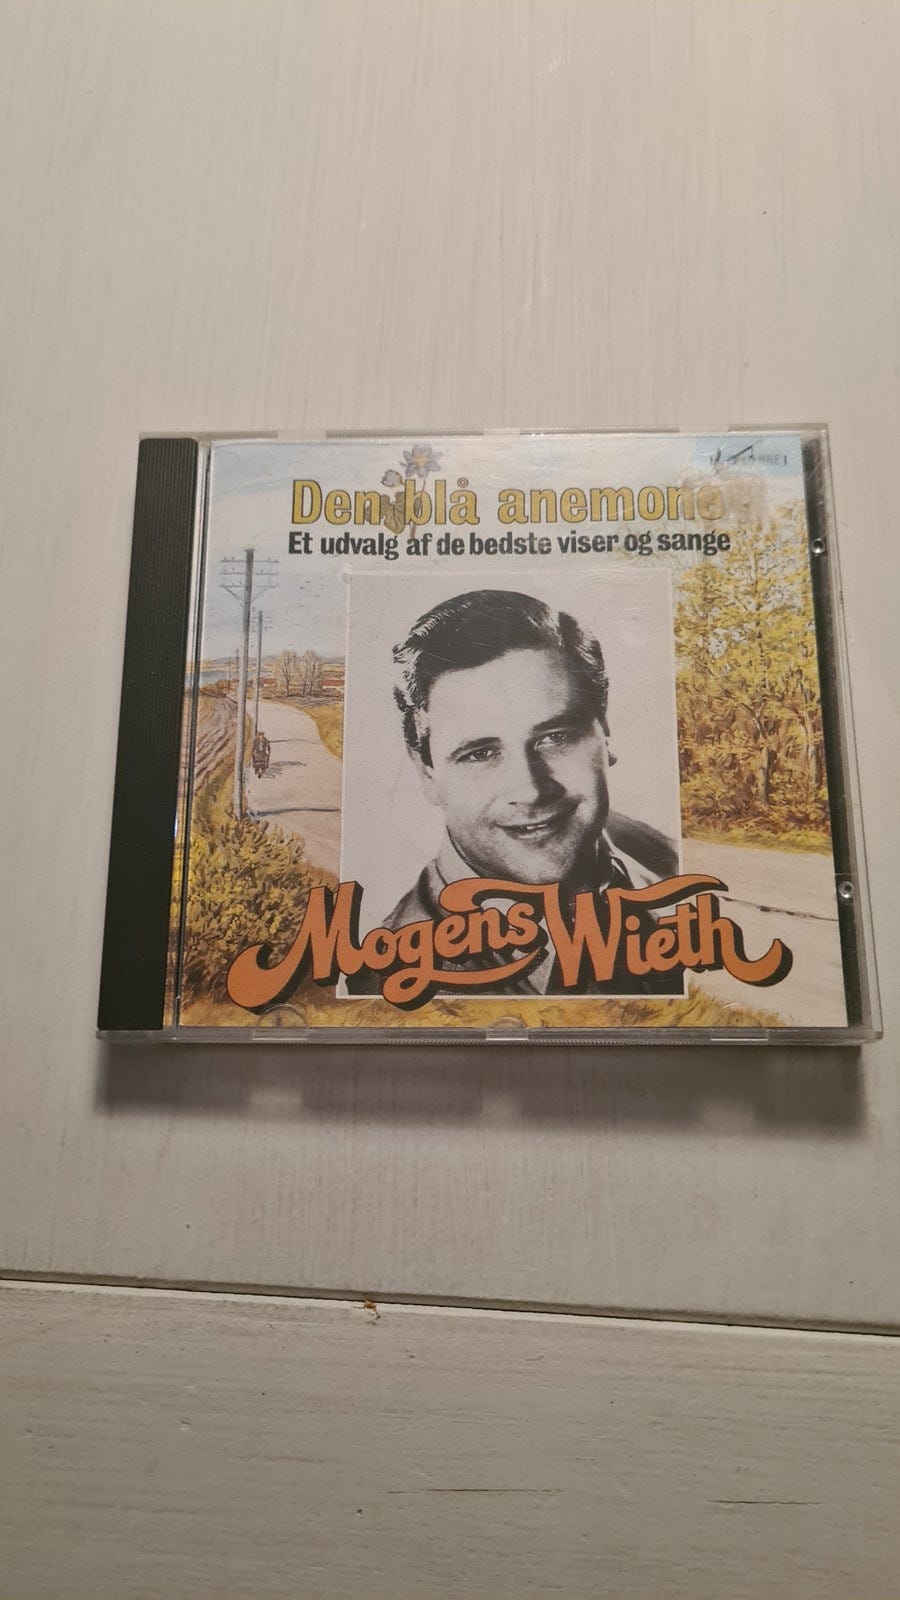 Den blå anemone
Et udvalg af de bedste viser og sange
Mogens Wieth